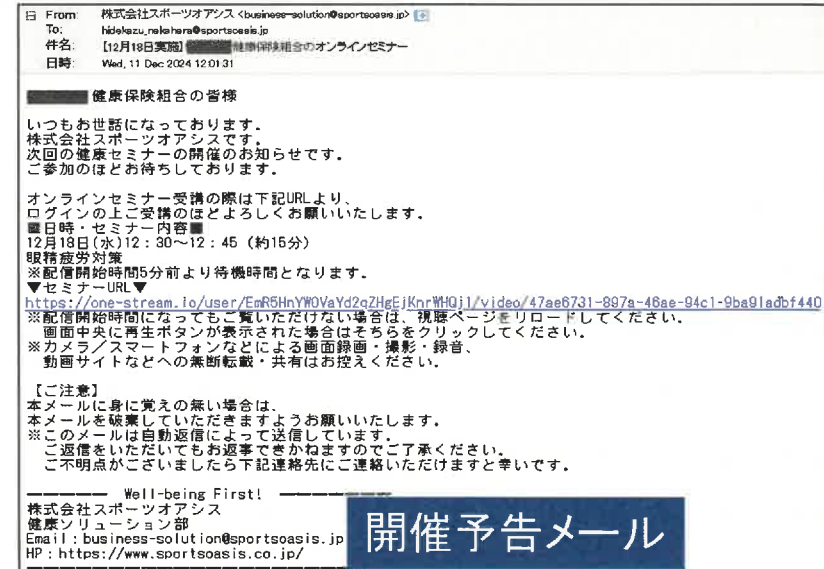 From: 株式会社スポーツオアシス <business-solution@sportsoasis.jp>
To: hidekazu_nakahara@sportsoasis.jp
件名: 【12月18日実施】 健康保険組合のオンラインセミナー
日時: Wed, 11 Dec 2024 12:01:31
健康保険組合の皆様
いつもお世話になっております。
株式会社スポーツオアシスです。
次回の健康セミナーの開催のお知らせです。
ご参加のほどお待ちしております。
オンラインセミナー受講の際は下記URLより、
ログインの上ご受講のほどよろしくお願いいたします。
■日時・セミナー内容■
12月18日(水)12:30～12:45 (約15分)
眼精疲労対策
※配信開始時間5分前より待機時間となります。
▼セミナーURL▼
https://one-stream.io/user/EmR5HnYWOVaYd2qZHgEjKnrWHQj1/video/47ae6731-897a-46ae-94c1-9ba91adbf440
※配信開始時間になってもご覧いただけない場合は、視聴ページをリロードしてください。
画面中央に再生ボタンが表示された場合はそちらをクリックしてください。
※カメラ/スマートフォンなどによる画面録画・撮影・録音、
動画サイトなどへの無断転載・共有はお控えください。
【ご注意】
本メールに身に覚えの無い場合は、
本メールを破棄していただきますようお願いいたします。
※このメールは自動返信によって送信しています。
ご返信をいただいてもお返事できかねますのでご了承ください。
ご不明点がございましたら下記連絡先にご連絡いただけますと幸いです。
―――――― Well-being First! ――――――
株式会社スポーツオアシス
健康ソリューション部
Email:business-solution@sportsoasis.jp
HP:https://www.sportsoasis.co.jp/
開催予告メール